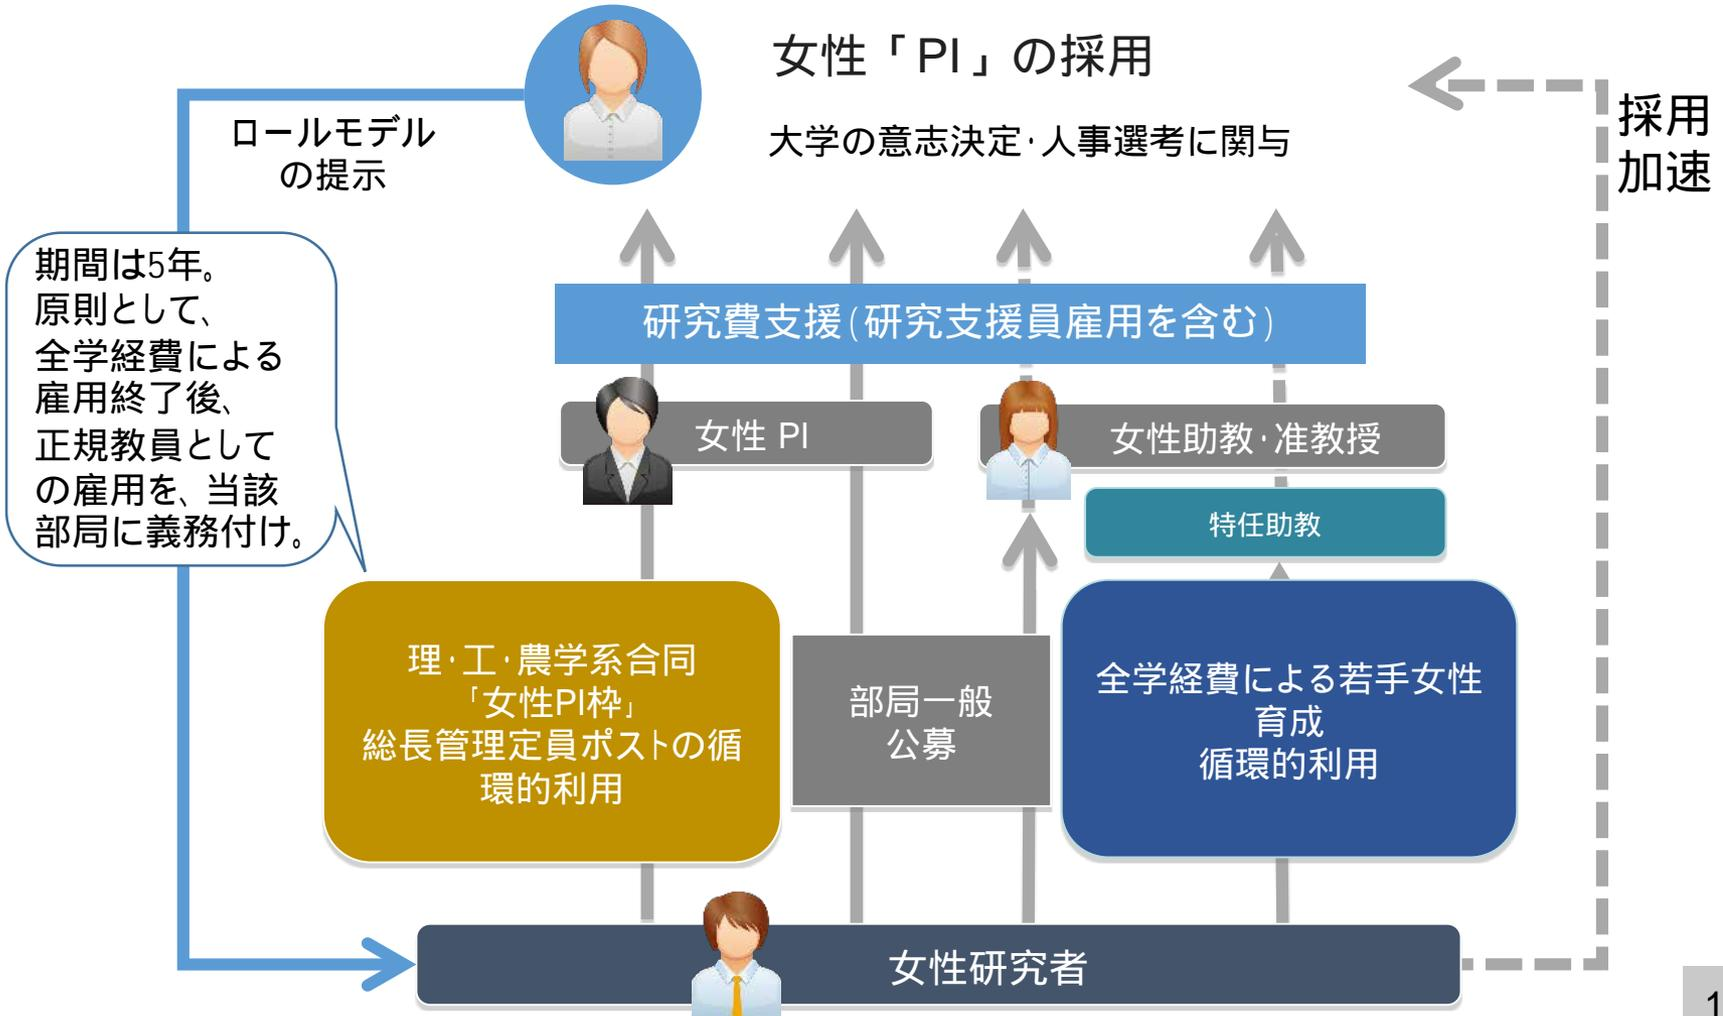 女性「PI」の採用
大学の意志決定・人事選考に関与
採用
加速
ロールモデル
の提示
期間は5年。
原則として、
全学経費による
雇用終了後、
正規教員として
の雇用を、当該
部局に義務付け。
研究費支援(研究支援員雇用を含む)
女性 PI
女性助教・准教授
特任助教
理・工・農学系合同
「女性PI枠」
総長管理定員ポストの循
環的利用
部局一般
公募
全学経費による若手女性
育成
循環的利用
女性研究者
1